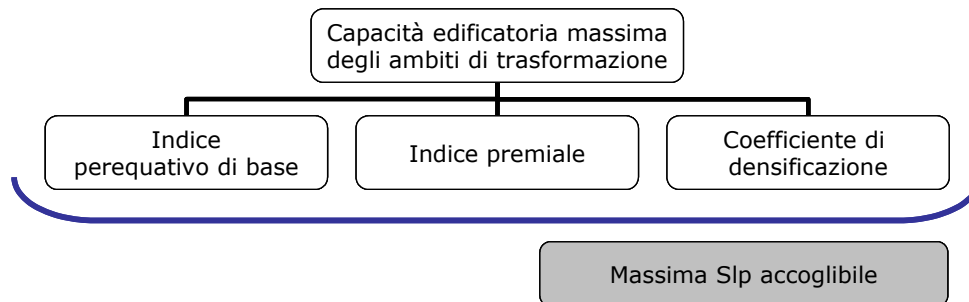 Capacità edificatoria massima
degli ambiti di trasformazione
Indice
perequativo di base
Indice premiale
Coefficiente di
densificazione
Massima Slp accoglibile